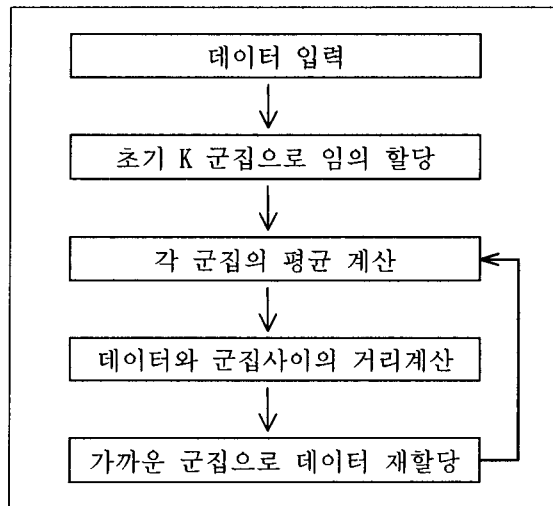 데이터 입력
초기 K 군집으로 임의 할당
각 군집의 평균 계산
데이터와 군집사이의 거리계산
가까운 군집으로 데이터 재할당